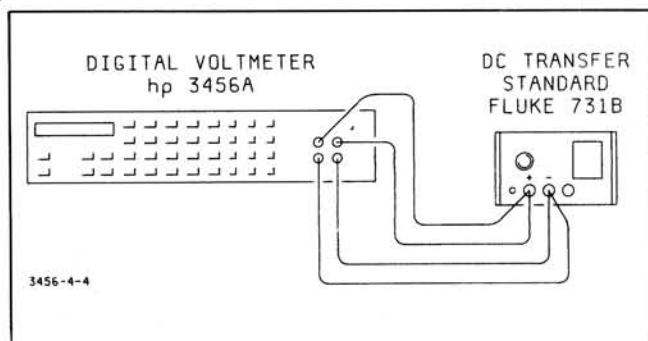 DIGITAL VOLTMETER
hp 3456A
DC TRANSFER
STANDARD
FLUKE 731B
+ -
3456-4-4